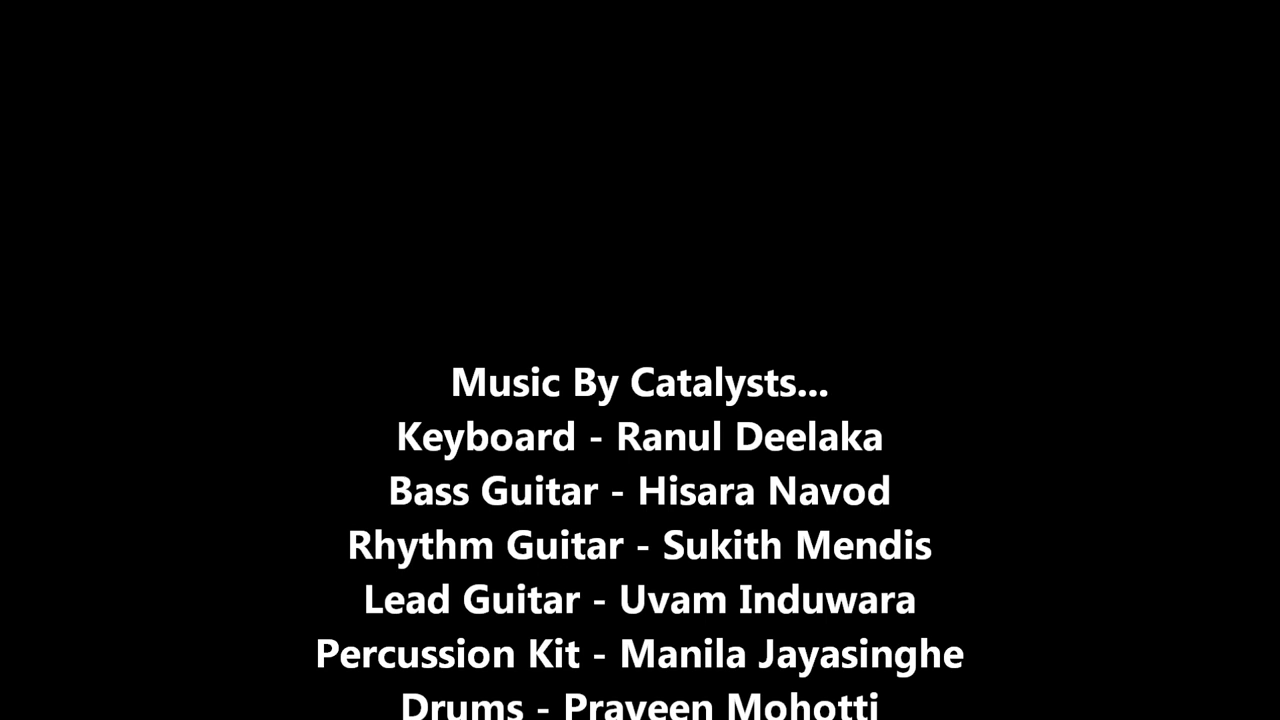 Music By Catalysts...
Keyboard - Ranul Deelaka
Bass Guitar - Hisara Navod
Rhythm Guitar - Sukith Mendis
Lead Guitar - Uvam Induwara
Percussion Kit - Manila Jayasinghe
Drums - Praveen Mohotti